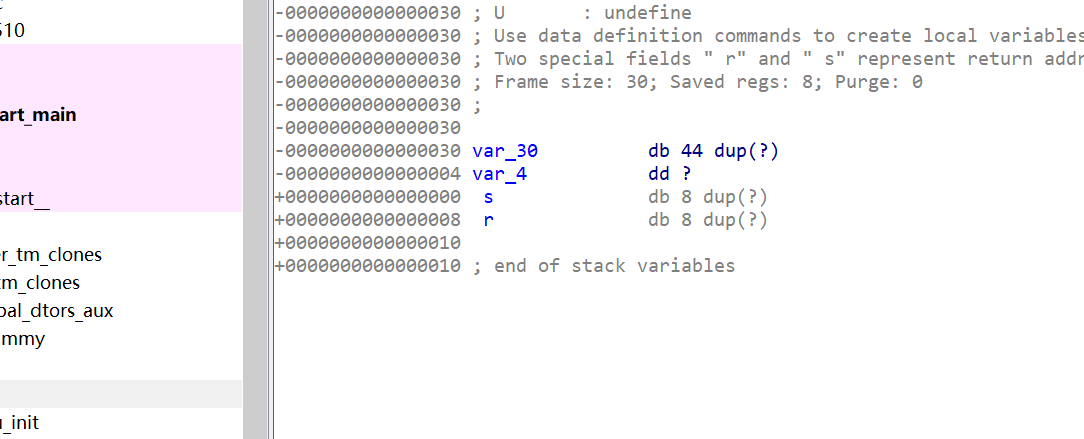 510
art_main
start__
r_tm_clones
tm_clones
bal_dtors_aux
mmy
_init
-0000000000000030 ; U       : undefine
-0000000000000030 ; Use data definition commands to create local variables
-0000000000000030 ; Two special fields " r" and " s" represent return addr
-0000000000000030 ; Frame size: 30; Saved regs: 8; Purge: 0
-0000000000000030 ;
-0000000000000030
-0000000000000030 var_30          db 44 dup(?)
-0000000000000004 var_4           dd ?
+0000000000000000  s              db 8 dup(?)
+0000000000000008  r              db 8 dup(?)
+0000000000000010
+0000000000000010 ; end of stack variables